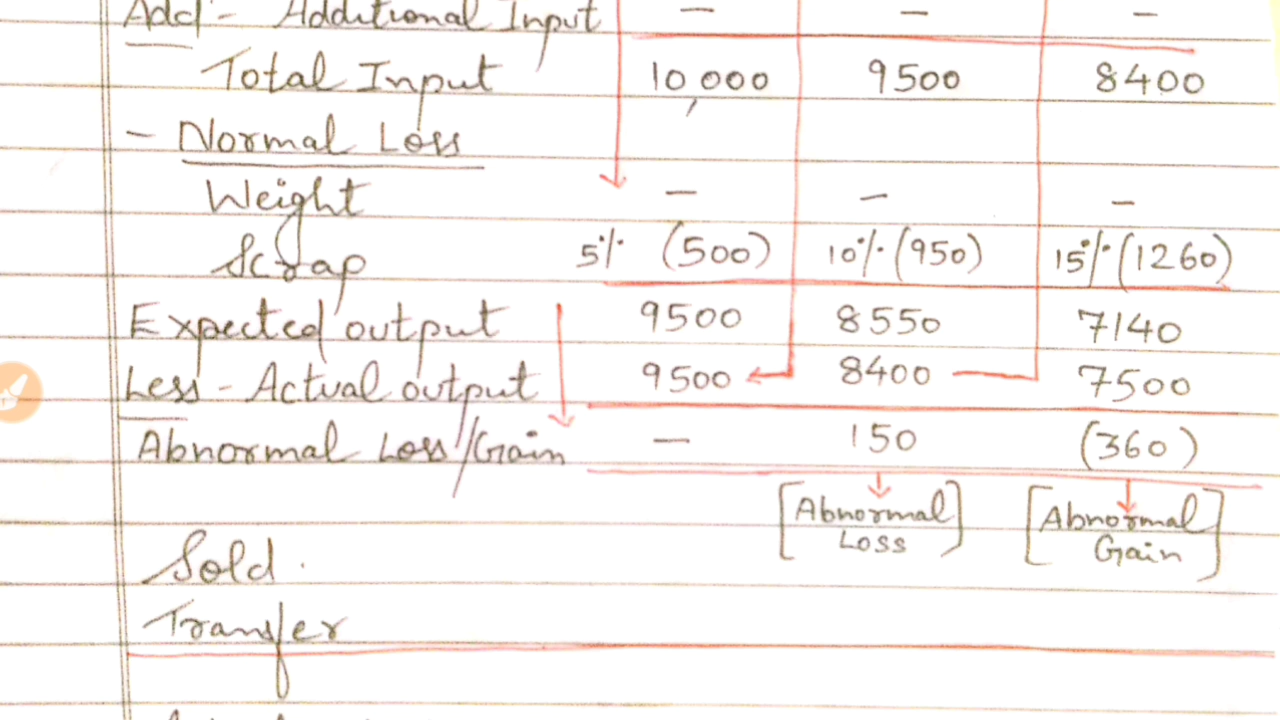 Add - Additional Input - - -
Total Input 10,000 9500 8400
- Normal Loss
Weight - - -
Scrap 5% (500) 10% (950) 15% (1260)
Expected output 9500 8550 7140
Less - Actual output 9500 8400 7500
Abnormal Loss/Gain - 150 (360)
[Abnormal Loss] [Abnormal Gain]
Sold.
Transfer